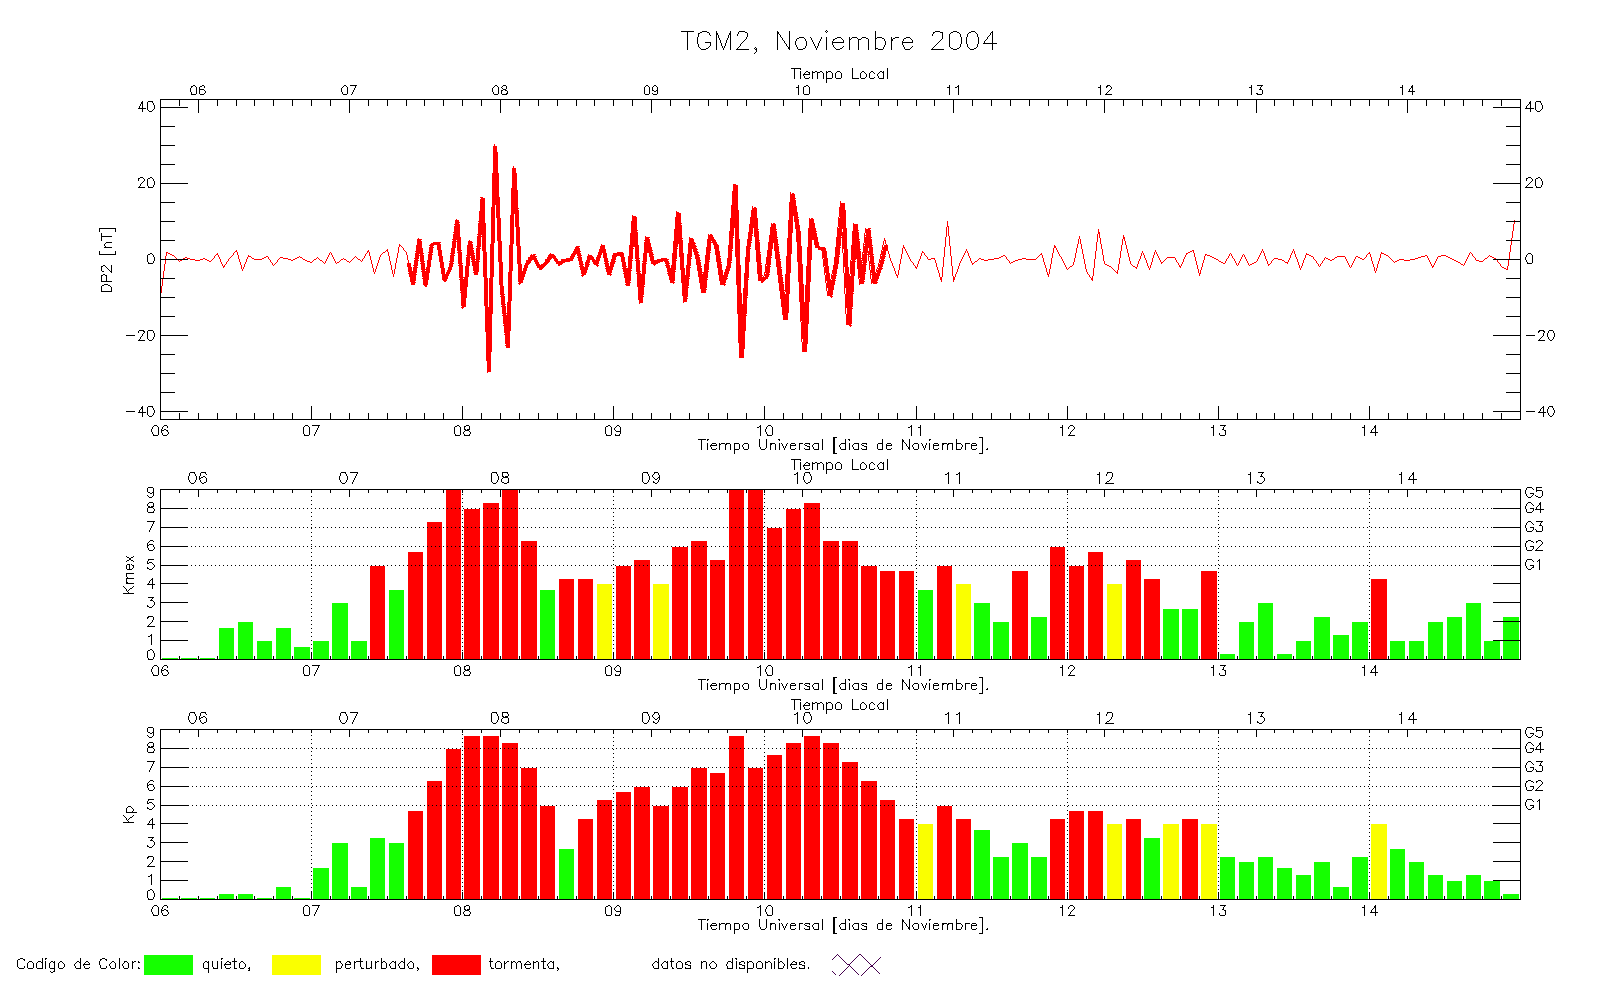 TGM2, Noviembre 2004
Tiempo Local
06 07 08 09 10 11 12 13 14
40 40
20 20
0 0
−20 −20
−40 −40
DP2 [nT]
06 07 08 09 10 11 12 13 14
Tiempo Universal [dias de Noviembre].
Tiempo Local
06 07 08 09 10 11 12 13 14
9 G5
8 G4
7 G3
6 G2
5 G1
4
3
2
1
0
Kmex
06 07 08 09 10 11 12 13 14
Tiempo Universal [dias de Noviembre].
Tiempo Local
06 07 08 09 10 11 12 13 14
9 G5
8 G4
7 G3
6 G2
5 G1
4
3
2
1
0
Kp
06 07 08 09 10 11 12 13 14
Tiempo Universal [dias de Noviembre].
Codigo de Color: quieto, perturbado, tormenta, datos no disponibles.